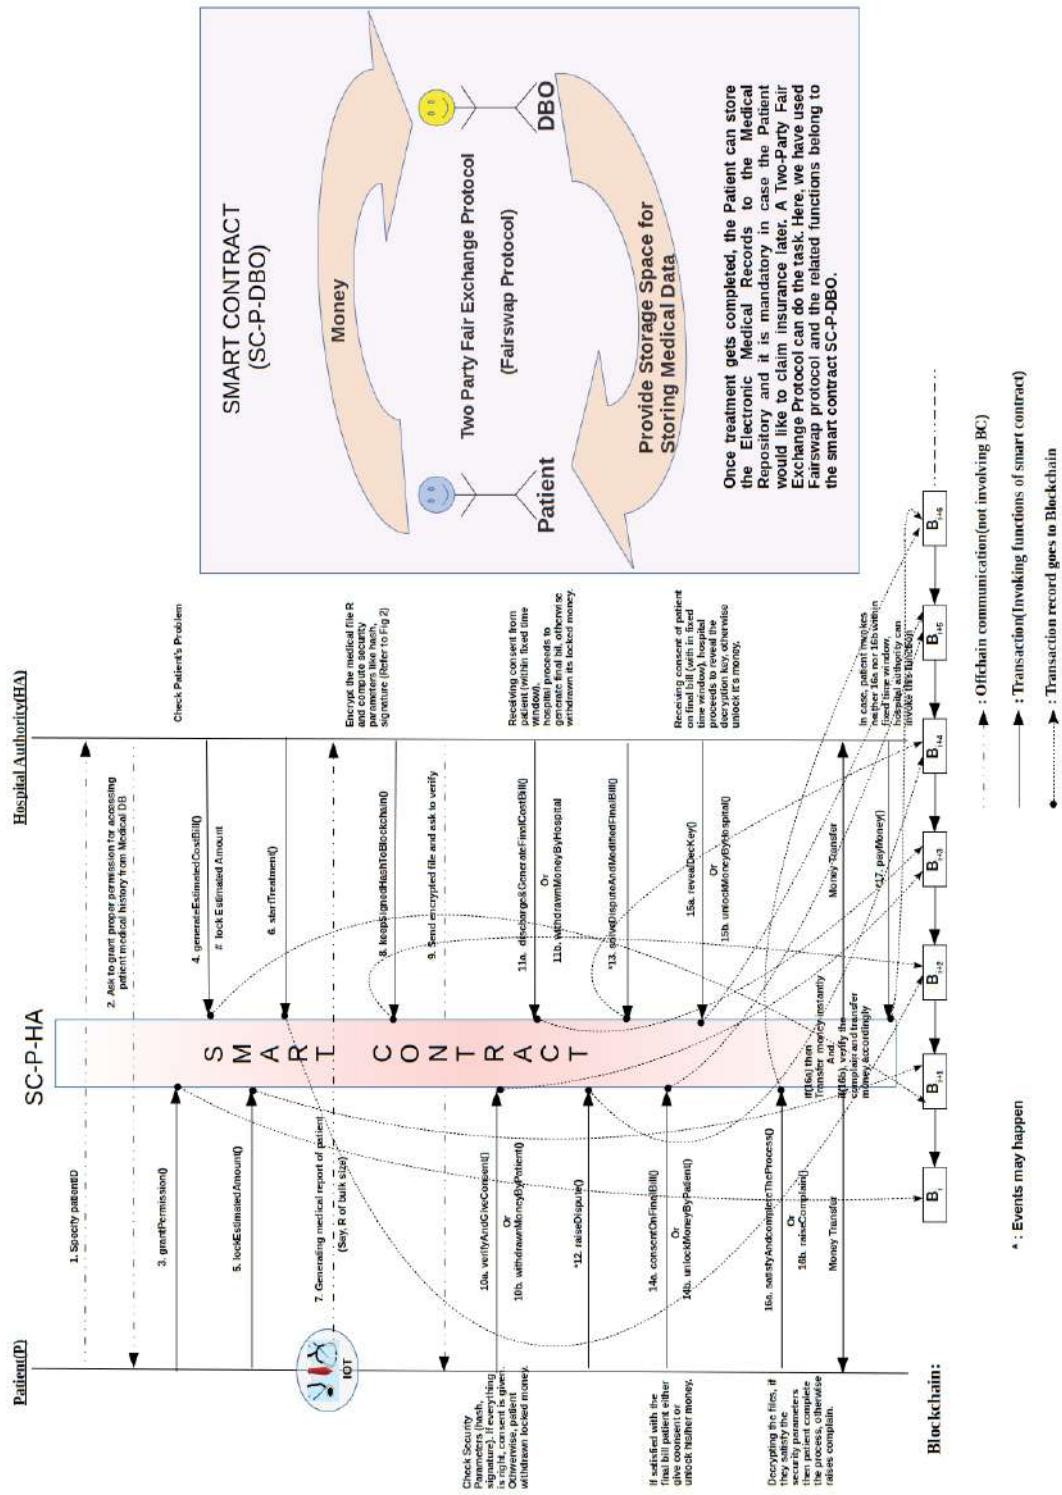 Patient(P)
SC-P-HA
Hospital Authority(HA)
1. Specify patientID
2. Ask to grant proper permission for accessing
patient medical history from Medical DB
3. grantPermission()
Check Patient's Problem
4. generateEstimatedCostBill()
# lock Estimated Amount
5. lockEstimatedAmount()
6. startTreatment()
7. Generating medical report of patient
(Say, R of bulk size)
IOT
SMART CONTRACT
Encrypt the medical file R
and compute security
parameters like hash,
signature (Refer to Fig 2)
8. keepSignedHashToBlockchain()
9. Send encrypted file and ask to verify
Check Security
Parameters (hash,
signature). If everything
is right, consent is given.
Othwerwise, patient
withdrawn locked money.
10a. verifyAndGiveConsent()
Or
10b. withdrawnMoneyByPatient()
Receiving consent from
patient (within fixed time
window),
hospital proceeds to
generate final bil, otherwise
withdrawn its locked money.
11a. discharge&GenerateFinalCostBill()
Or
11b. withdrawnMoneyByHospital
*12. raiseDispute()
*13. solveDisputeAndModifiedFinalBill()
If satisfied with the
final bill patient either
give coonsent or
unlock his/her money.
14a. consentOnFinalBill()
Or
14b. unlockMoneyByPatient()
Receiving consent of patient
on final bill (with in fixed
time window), hospital
proceeds to reveal the
decryption key, otherwise
unlock it's money,
15a. revealDecKey()
Or
15b. unlockMoneyByHospital()
Decrypting the files, if
they satisfy the
security parameters
then patient complete
the process, otherwise
raises complain.
16a. satisfyAndcompleteTheProcess()
Or
16b. raiseComplain()
Money Transfer
if(16a) then
Transfer money instantly
And,
if(16b), verify the
complain and transfer
money accordingly
Money Transfer
In case, patient invokes
neither 16a nor 16b within
fixed time window,
hospital authority can
invoke this function
*17. payMoney()
Blockchain:
B i
B i+1
B i+2
B i+3
B i+4
B i+5
B i+6
* : Events may happen
: Offchain communication(not involving BC)
: Transaction(Invoking functions of smart contract)
: Transaction record goes to Blockchain
SMART CONTRACT
(SC-P-DBO)
Money
Two Party Fair Exchange Protocol
(Fairswap Protocol)
Patient
DBO
Provide Storage Space for
Storing Medical Data
Once treatment gets completed, the Patient can store
the Electronic Medical Records to the Medical
Repository and it is mandatory in case the Patient
would like to claim insurance later. A Two-Party Fair
Exchange Protocol can do the task. Here, we have used
Fairswap protocol and the related functions belong to
the smart contract SC-P-DBO.